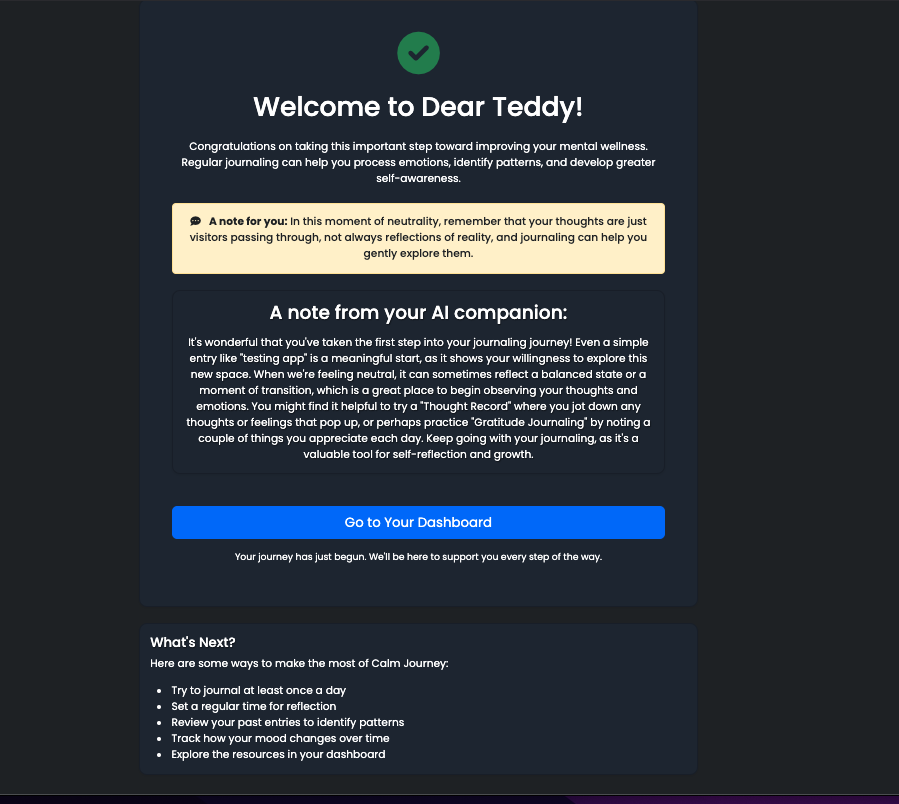 Welcome to Dear Teddy!
Congratulations on taking this important step toward improving your mental wellness.
Regular journaling can help you process emotions, identify patterns, and develop greater
self-awareness.
A note for you: In this moment of neutrality, remember that your thoughts are just
visitors passing through, not always reflections of reality, and journaling can help you
gently explore them.
A note from your AI companion:
It's wonderful that you've taken the first step into your journaling journey! Even a simple
entry like "testing app" is a meaningful start, as it shows your willingness to explore this
new space. When we're feeling neutral, it can sometimes reflect a balanced state or a
moment of transition, which is a great place to begin observing your thoughts and
emotions. You might find it helpful to try a "Thought Record" where you jot down any
thoughts or feelings that pop up, or perhaps practice "Gratitude Journaling" by noting a
couple of things you appreciate each day. Keep going with your journaling, as it's a
valuable tool for self-reflection and growth.
Go to Your Dashboard
Your journey has just begun. We'll be here to support you every step of the way.
What's Next?
Here are some ways to make the most of Calm Journey:
• Try to journal at least once a day
• Set a regular time for reflection
• Review your past entries to identify patterns
• Track how your mood changes over time
• Explore the resources in your dashboard